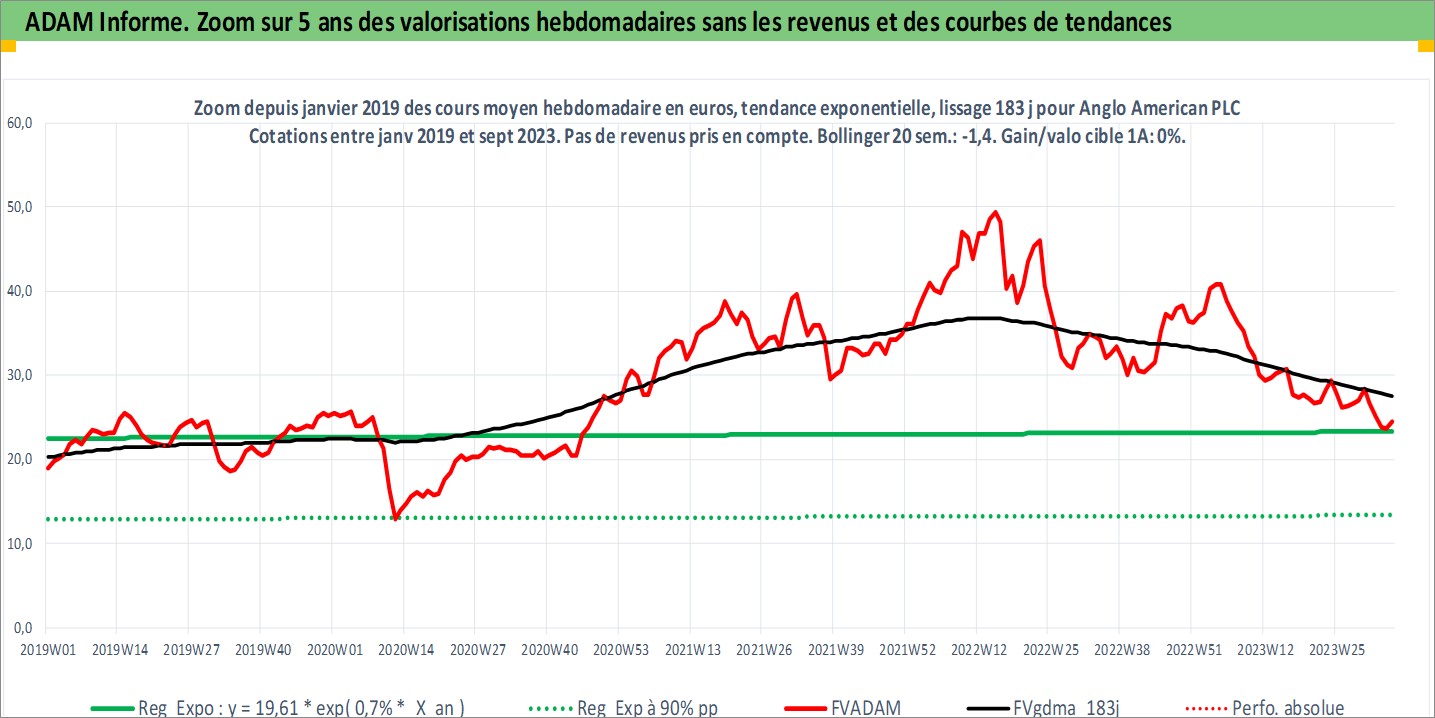 ADAM Informe. Zoom sur 5 ans des valorisations hebdomadaires sans les revenus et des courbes de tendances
Zoom depuis janvier 2019 des cours moyen hebdomadaire en euros, tendance exponentielle, lissage 183 j pour Anglo American PLC
Cotations entre janv 2019 et sept 2023. Pas de revenus pris en compte. Bollinger 20 sem.: -1,4. Gain/valo cible 1A: 0%.
60,0
50,0
40,0
30,0
20,0
10,0
0,0
2019W01 2019W14 2019W27 2019W40 2020W01 2020W14 2020W27 2020W40 2020W53 2021W13 2021W26 2021W39 2021W52 2022W12 2022W25 2022W38 2022W51 2023W12 2023W25
Reg Expo : y = 19,61 * exp( 0,7% * X an ) Reg Exp à 90% pp FVADAM FVgdma 183j Perfo. absolue